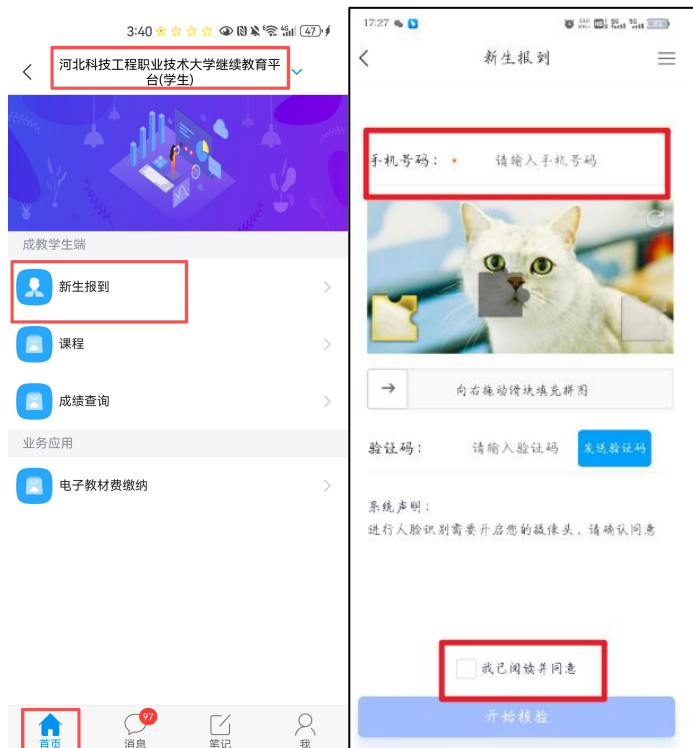 3:40
47
河北科技工程职业技术大学继续教育平
台(学生)
成教学生端
新生报到
课程
成绩查询
业务应用
电子教材费缴纳
首页
97
消息
笔记
我
17:27
新生报到
手机号码：
请输入手机号码
向右拖动滑块填充拼图
验证码：
请输入验证码
发送验证码
系统声明：
进行人脸识别需要开启您的摄像头，请确认同意
我已阅读并同意
开始核验